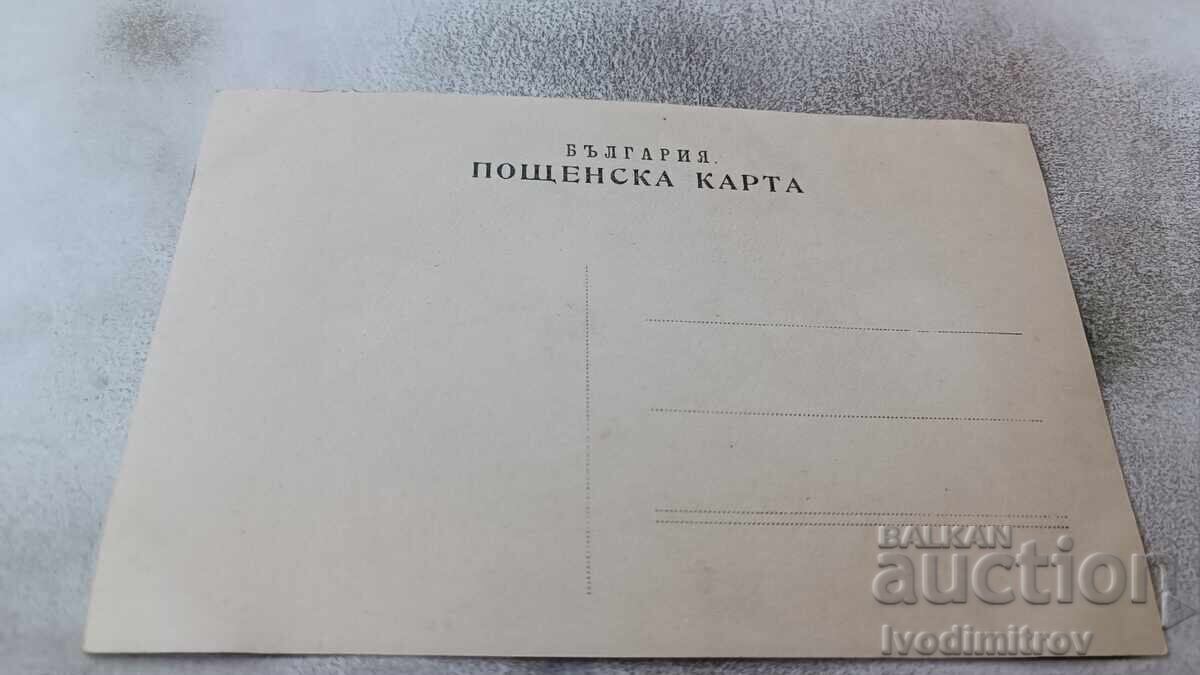 БЪЛГАРИЯ.
ПОЩЕНСКА КАРТА
BALKAN
auction
Ivodimitrov